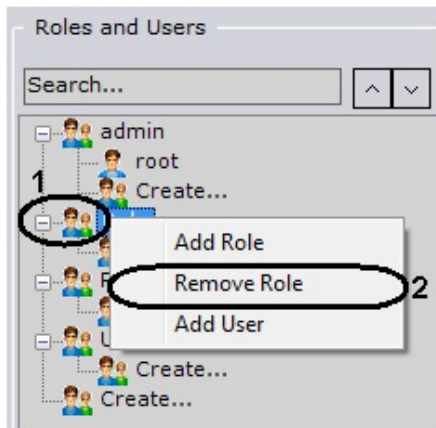 Roles and Users
Search...
admin
root
1
Create...
Add Role
Remove Role
2
Add User
Create...
Create...